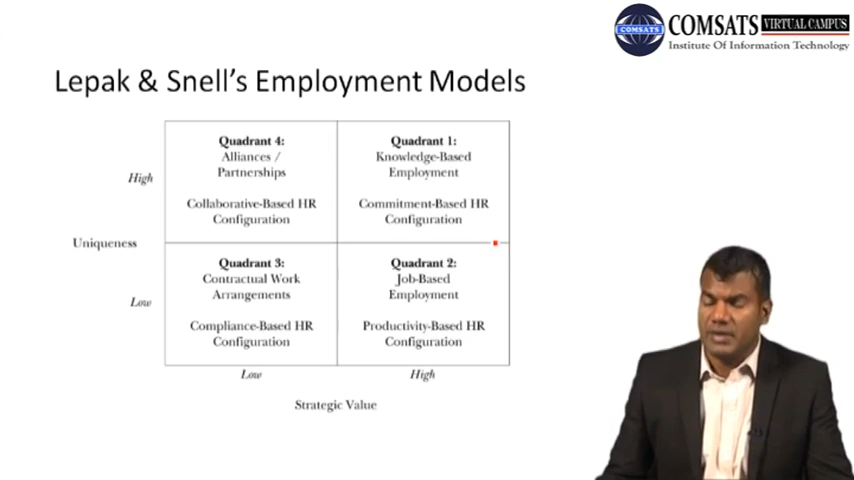 COMSATS
COMSATS VIRTUAL CAMPUS
Institute Of Information Technology
Lepak & Snell's Employment Models
Quadrant 4:
Alliances /
Partnerships
Collaborative-Based HR
Configuration
Quadrant 1:
Knowledge-Based
Employment
Commitment-Based HR
Configuration
High
Uniqueness
Quadrant 3:
Contractual Work
Arrangements
Compliance-Based HR
Configuration
Quadrant 2:
Job-Based
Employment
Productivity-Based HR
Configuration
Low
Low
High
Strategic Value